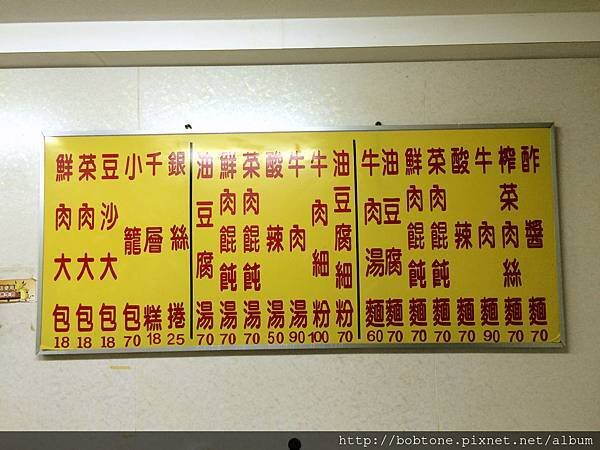 鮮肉大包 18
菜肉大包 18
豆沙大包 18
小籠包 70
千層糕 18
銀絲捲 25
油豆腐湯 70
鮮肉餛飩湯 70
菜肉餛飩湯 70
酸辣湯 50
牛肉湯 90
牛肉細粉 100
油豆腐細粉 70
牛肉湯麵 60
油豆腐麵 70
鮮肉餛飩麵 70
菜肉餛飩麵 70
酸辣麵 70
牛肉麵 90
榨菜肉絲麵 70
酢醬麵 70
http://bobtone.pixnet.net/album